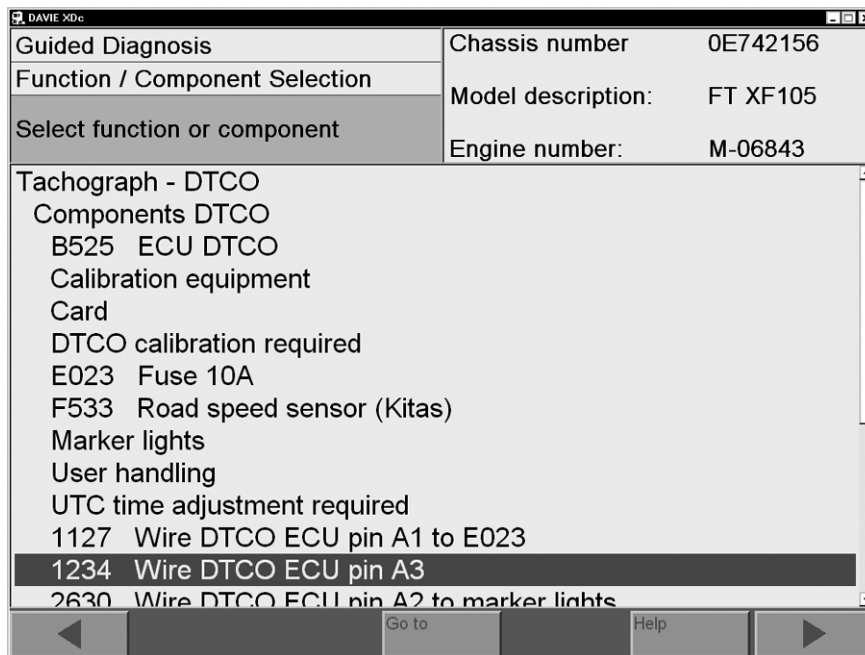 DAVIE XDc
Guided Diagnosis
Function / Component Selection
Select function or component
Chassis number 0E742156
Model description: FT XF105
Engine number: M-06843
Tachograph - DTCO
Components DTCO
B525 ECU DTCO
Calibration equipment
Card
DTCO calibration required
E023 Fuse 10A
F533 Road speed sensor (Kitas)
Marker lights
User handling
UTC time adjustment required
1127 Wire DTCO ECU pin A1 to E023
1234 Wire DTCO ECU pin A3
2630 Wire DTCO ECU pin A2 to marker lights
Go to
Help